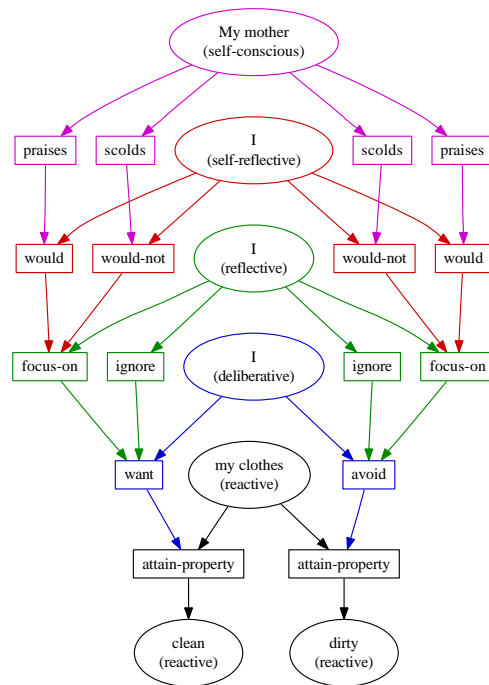 My mother
(self-conscious)
praises
scolds
scolds
praises
I
(self-reflective)
would
would-not
would-not
would
I
(reflective)
focus-on
ignore
ignore
focus-on
I
(deliberative)
want
avoid
my clothes
(reactive)
attain-property
attain-property
clean
(reactive)
dirty
(reactive)